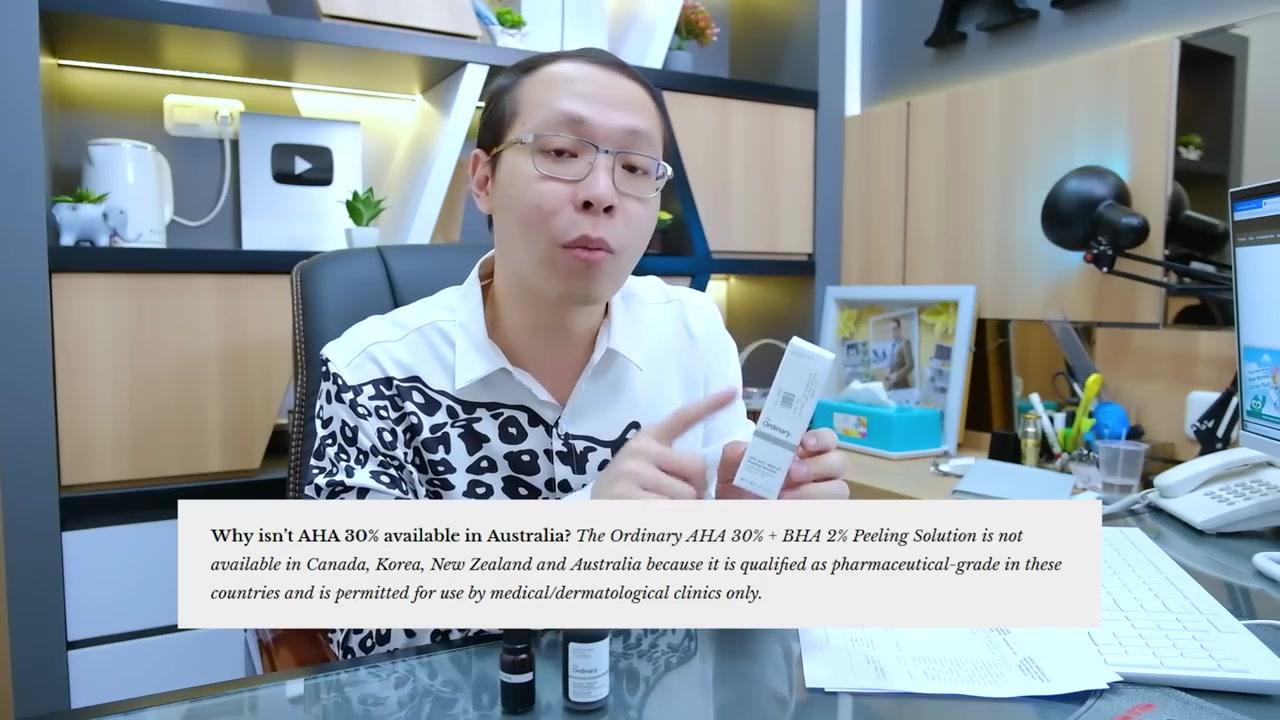 Ordinary.
Why isn't AHA 30% available in Australia? The Ordinary AHA 30% + BHA 2% Peeling Solution is not
available in Canada, Korea, New Zealand and Australia because it is qualified as pharmaceutical-grade in these
countries and is permitted for use by medical/dermatological clinics only.
Ordinary.